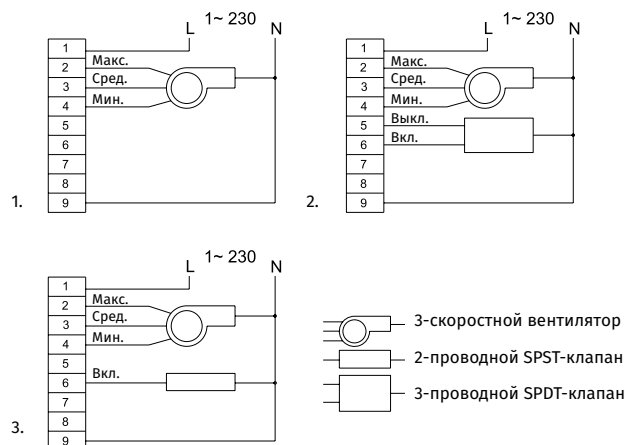 L 1~ 230 N
1
2 Макс.
3 Сред.
4 Мин.
5
6
7
8
9
1.
L 1~ 230 N
1
2 Макс.
3 Сред.
4 Мин.
5 Выкл.
6 Вкл.
7
8
9
2.
L 1~ 230 N
1
2 Макс.
3 Сред.
4 Мин.
5
6 Вкл.
7
8
9
3.
3-скоростной вентилятор
2-проводной SPST-клапан
3-проводной SPDT-клапан